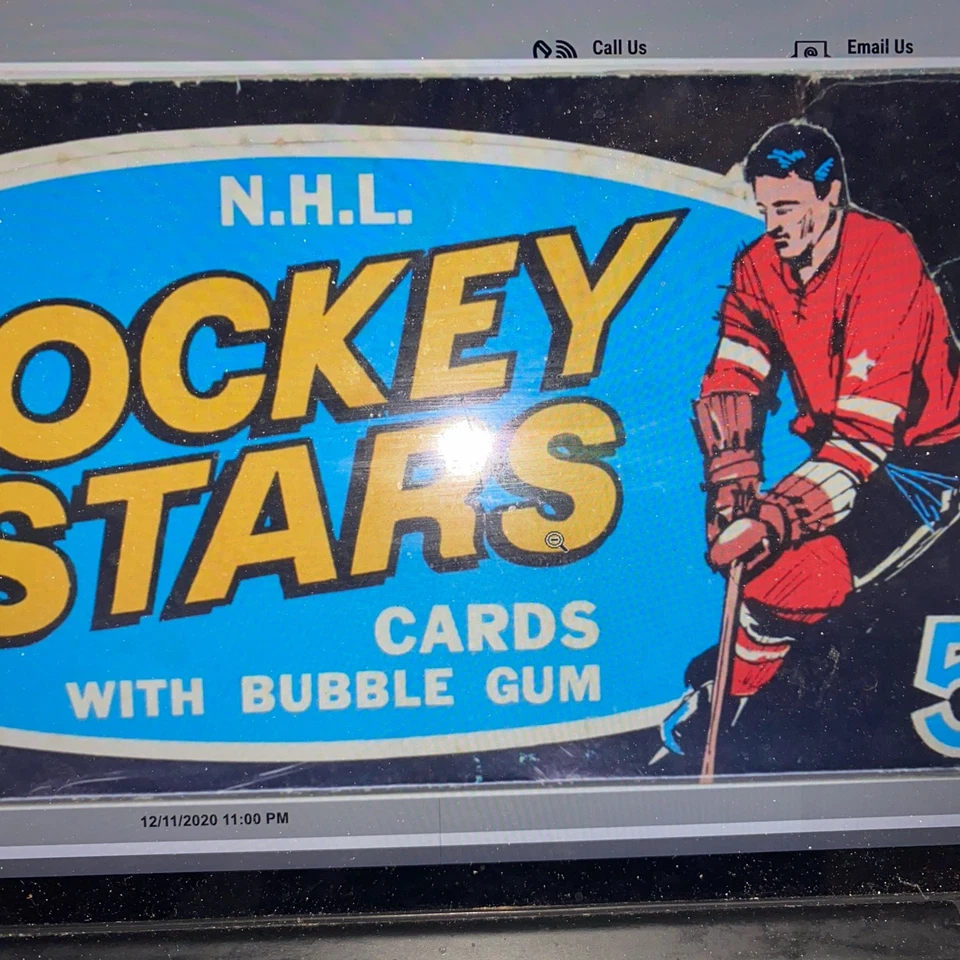 Call Us
Email Us
N.H.L.
OCKEY
STARS
CARDS
WITH BUBBLE GUM
5
12/11/2020 11:00 PM